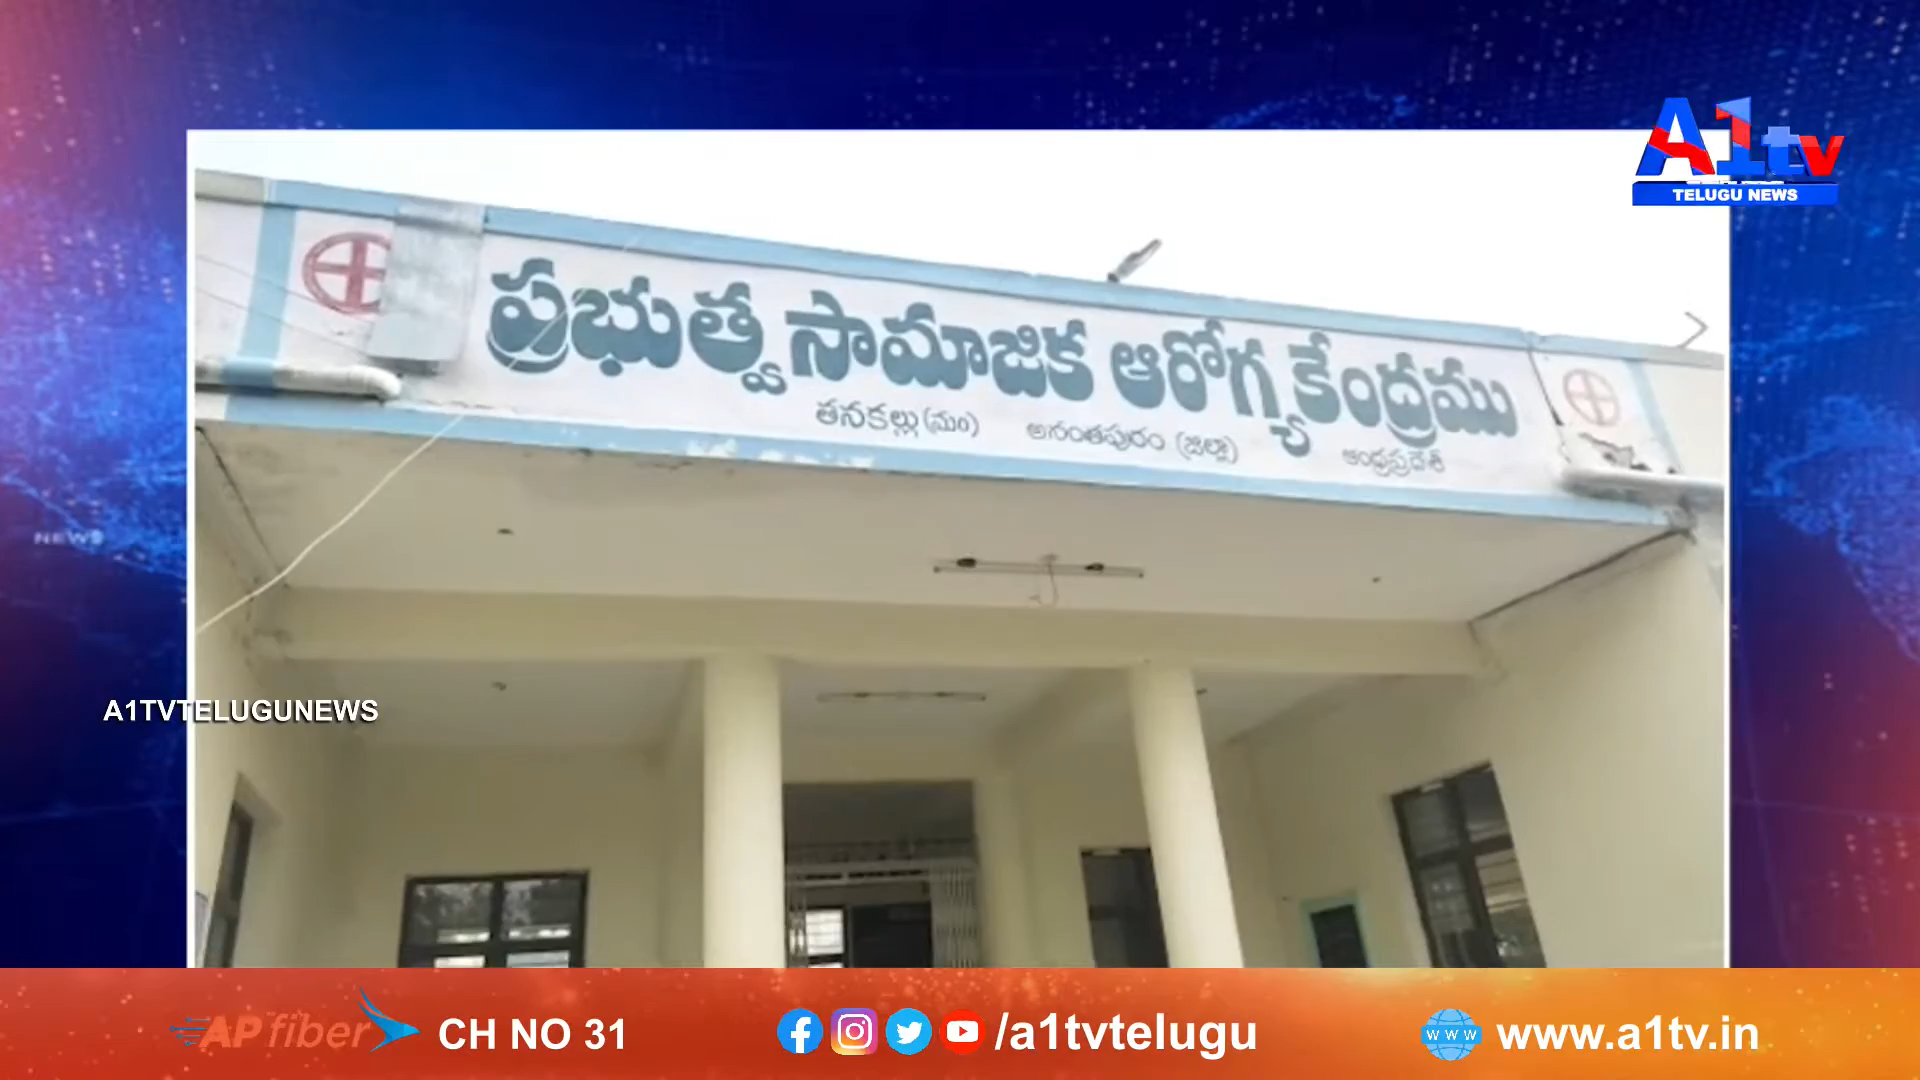 A1tv
TELUGU NEWS
ప్రభుత్వ సామాజిక ఆరోగ్య కేంద్రము
తనకల్లు (మం) అనంతపురం (జిల్లా) ఆంధ్రప్రదేశ్
NEWS
A1TVTELUGUNEWS
AP fiber CH NO 31 /a1tvtelugu www.a1tv.in